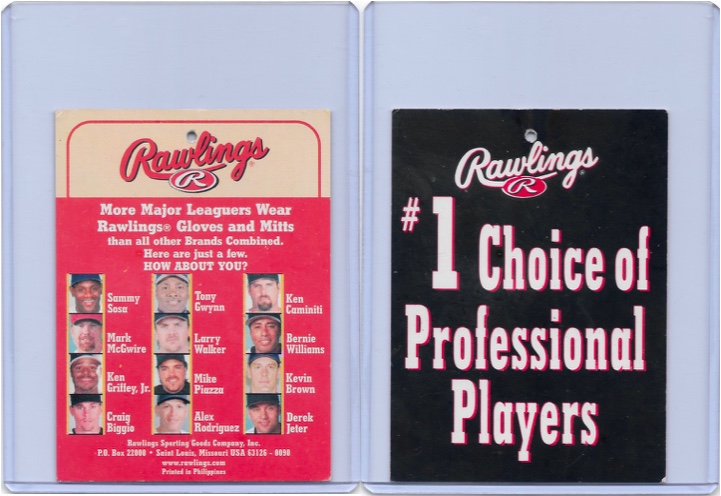 Rawlings®
R
More Major Leaguers Wear
Rawlings® Gloves and Mitts
than all other Brands Combined.
Here are just a few.
HOW ABOUT YOU?
Sammy
Sosa
Tony
Gwynn
Ken
Caminiti
Mark
McGwire
Larry
Walker
Bernie
Williams
Ken
Griffey, Jr.
Mike
Piazza
Kevin
Brown
Craig
Biggio
Alex
Rodriguez
Derek
Jeter
Rawlings Sporting Goods Company, Inc.
P.O. Box 22000 • Saint Louis, Missouri USA 63126 - 0090
www.rawlings.com
Printed in Philippines
Rawlings®
R
#1 Choice of
Professional
Players